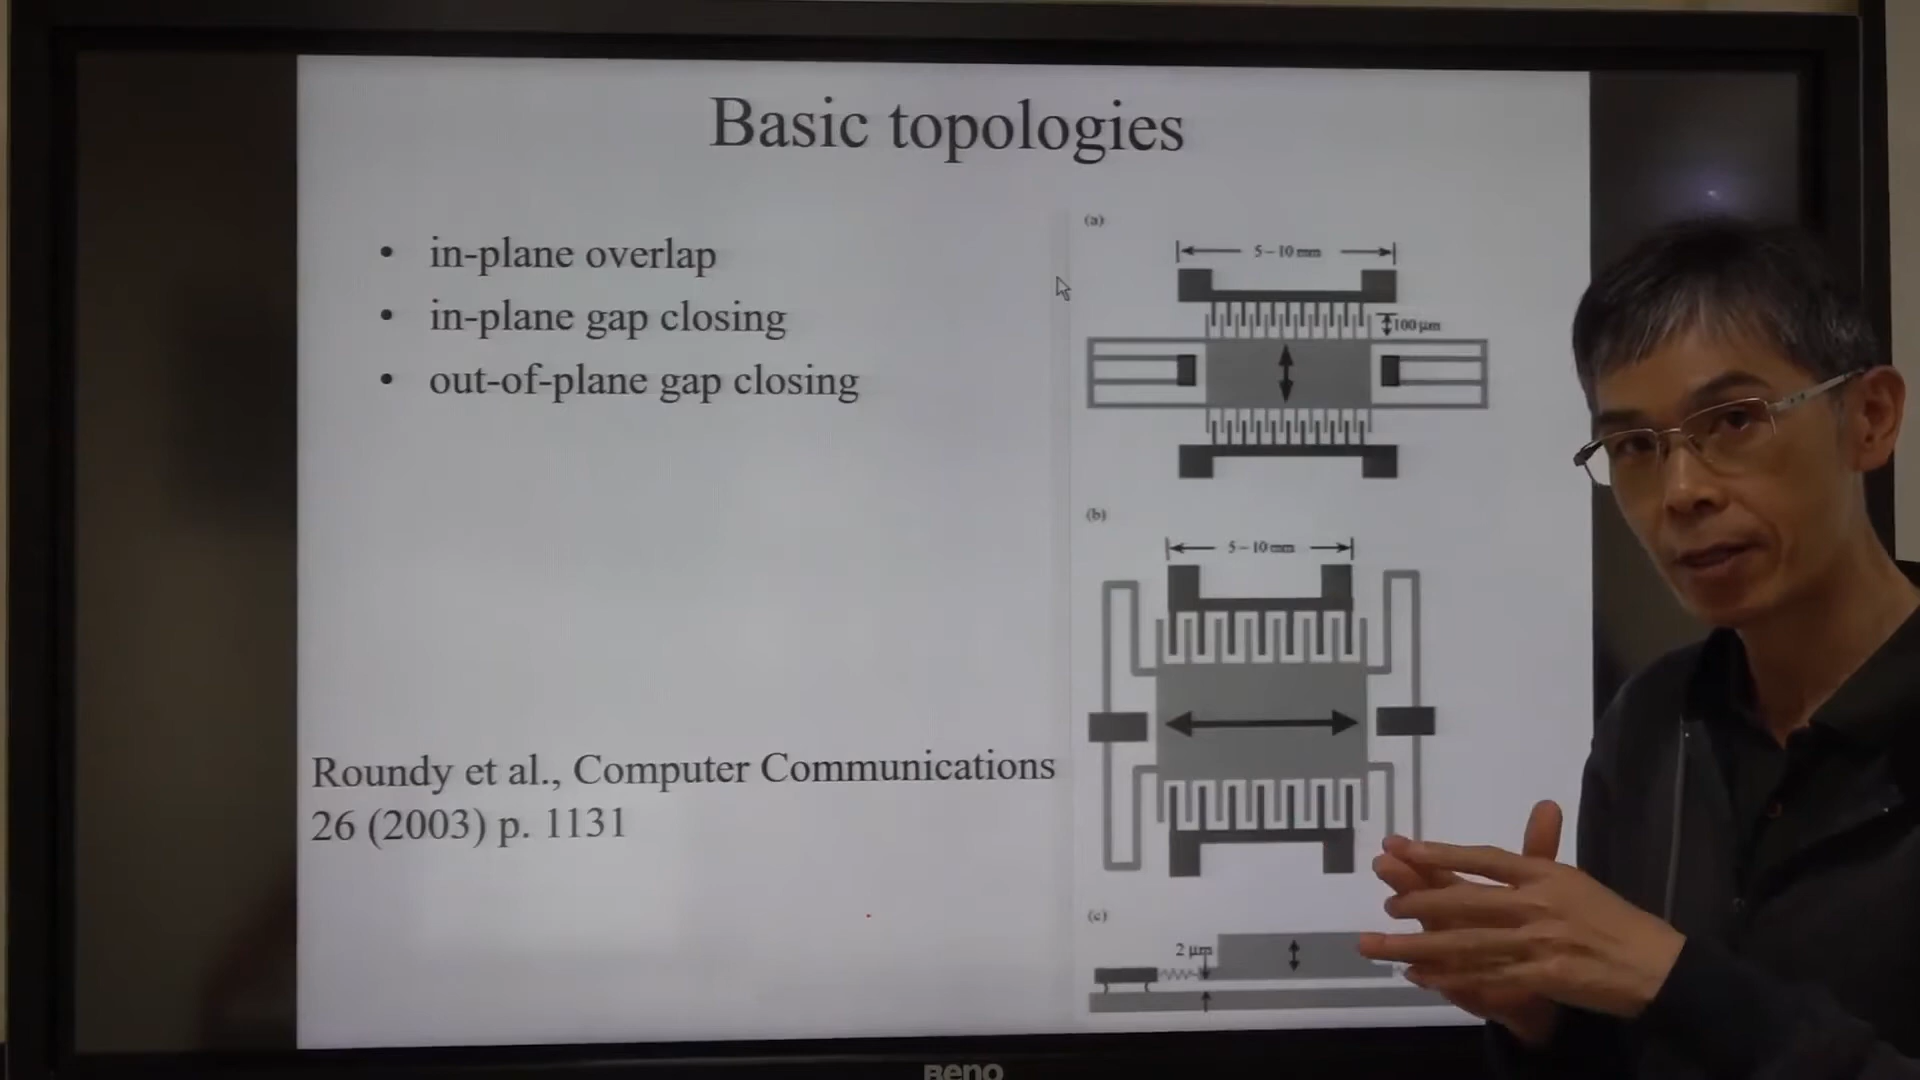 Basic topologies
• in-plane overlap
• in-plane gap closing
• out-of-plane gap closing
Roundy et al., Computer Communications
26 (2003) p. 1131
(a)
5-10 mm
100 μm
(b)
5-10 mm
(c)
2 μm
BenQ